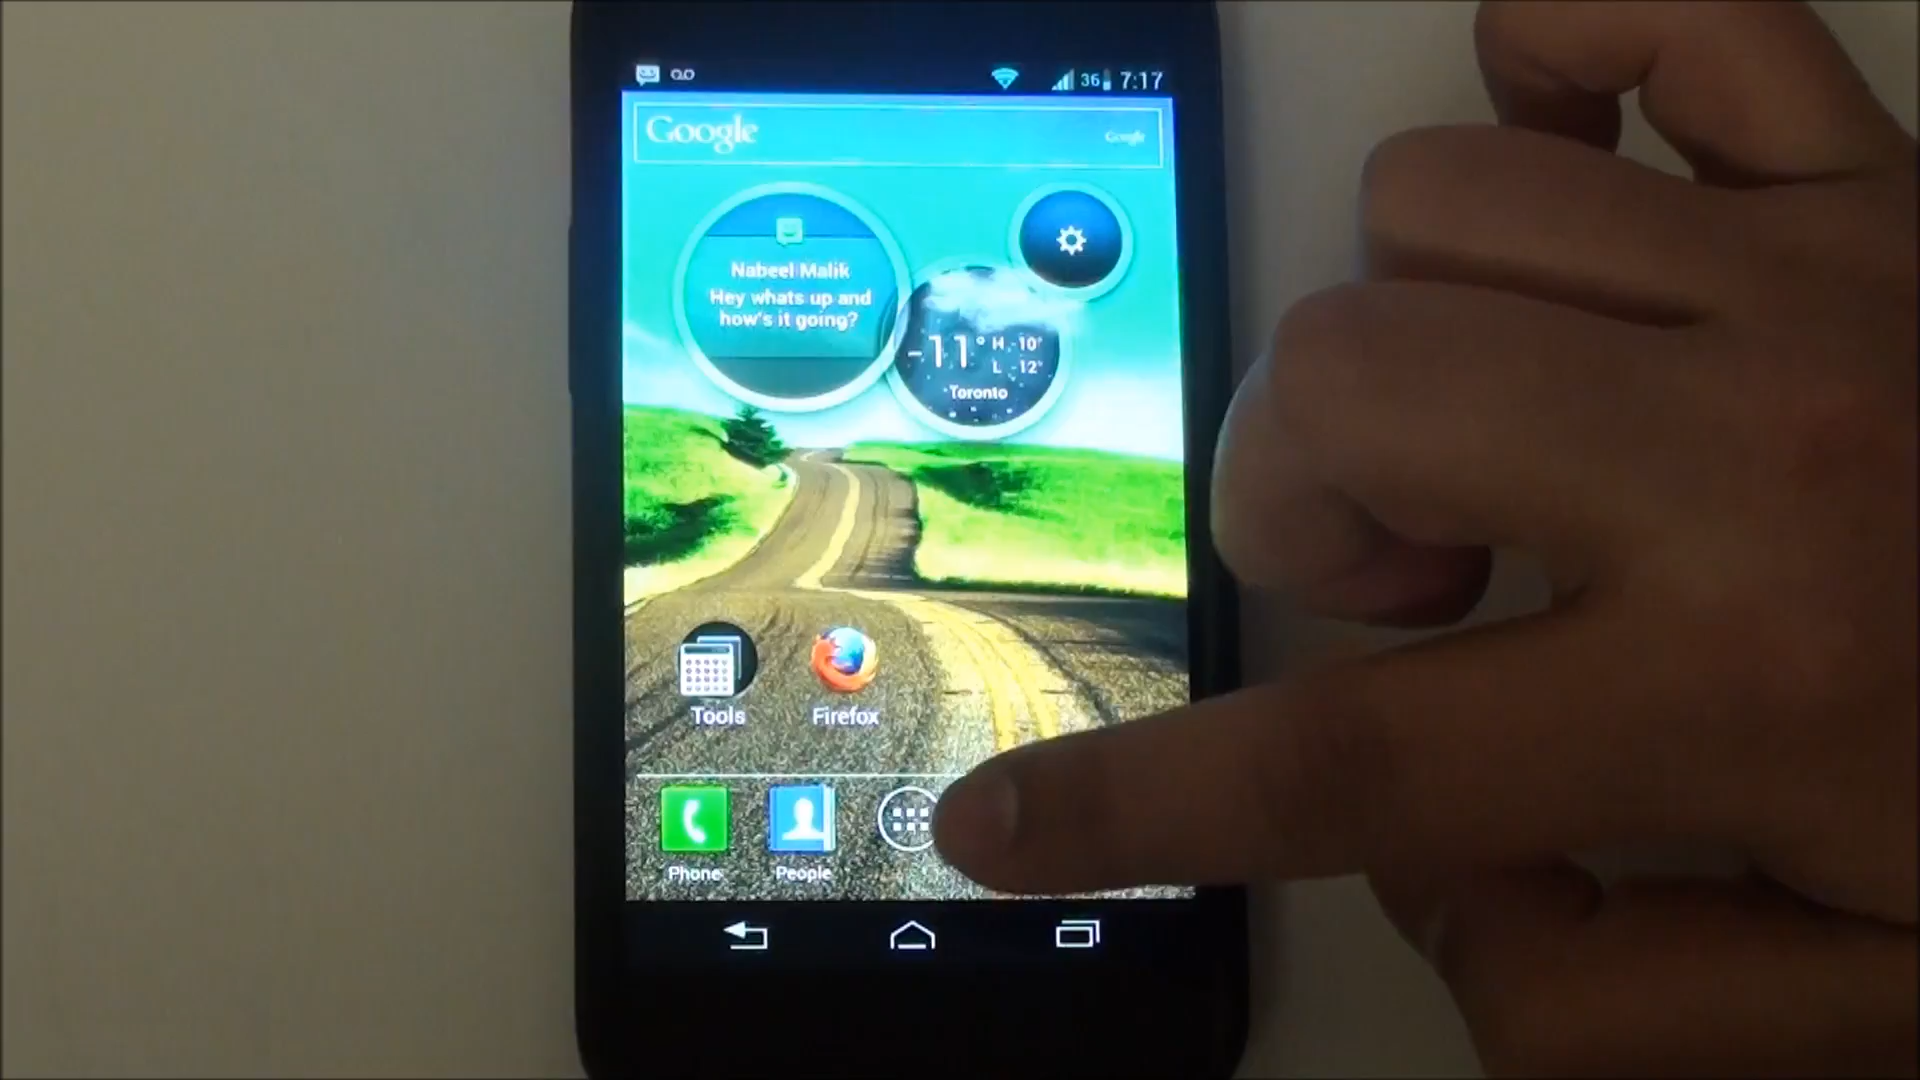 36 7:17
Google Google
Nabeel Malik
Hey whats up and
how's it going?
-11° H -10°
L -12°
Toronto
Tools Firefox
Phone People